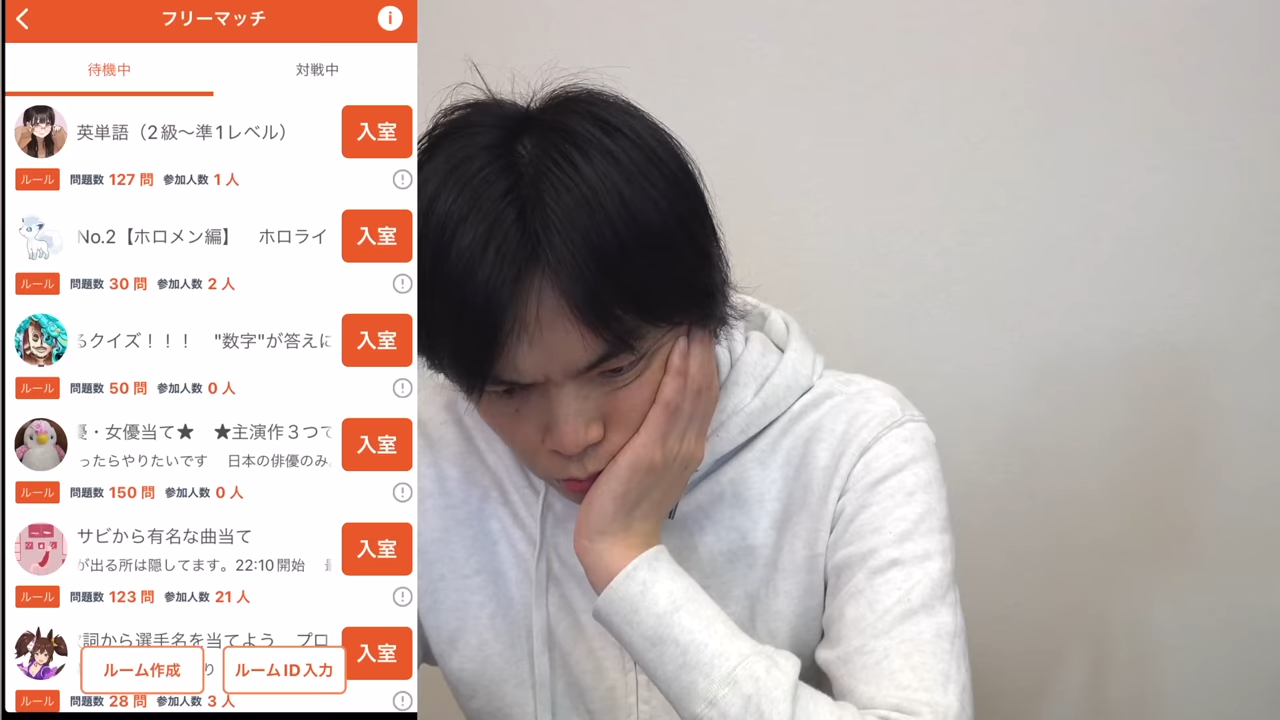 フリーマッチ
待機中
対戦中
英単語（2級〜準1レベル）
入室
ルール 問題数 127 問 参加人数 1 人
No.2【ホロメン編】 ホロライ
入室
ルール 問題数 30 問 参加人数 2 人
るクイズ！！！ "数字"が答えに
入室
ルール 問題数 50 問 参加人数 0 人
・女優当て★ ★主演作３つで
ったらやりたいです 日本の俳優のみ
入室
ルール 問題数 150 問 参加人数 0 人
サビから有名な曲当て
が出る所は隠してます。22:10開始
入室
ルール 問題数 123 問 参加人数 21 人
詞から選手名を当てよう プロ
入室
り
ルーム作成
ルームID入力
ルール 問題数 28 問 参加人数 3 人